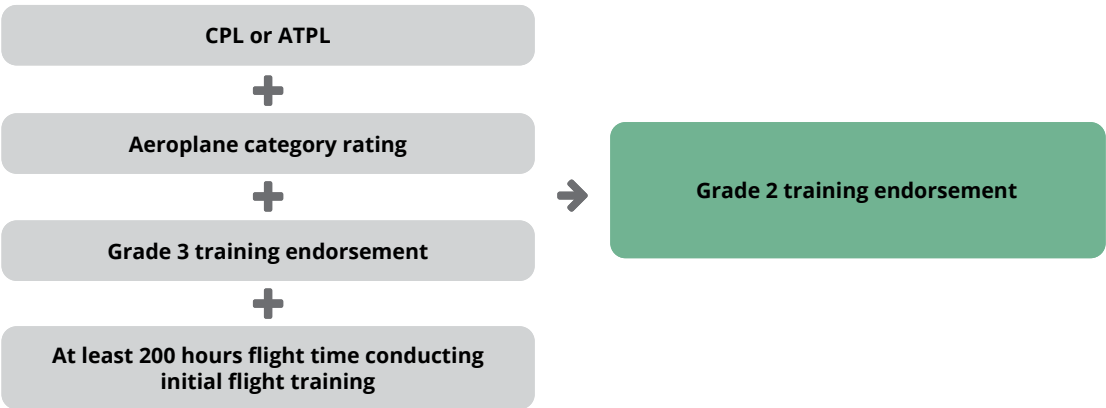 CPL or ATPL
Aeroplane category rating
Grade 3 training endorsement
At least 200 hours flight time conducting
initial flight training
Grade 2 training endorsement